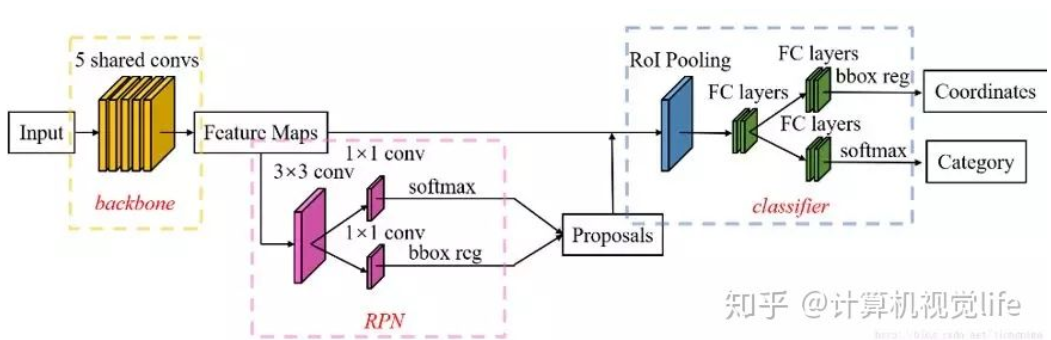 5 shared convs
Input
backbone
Feature Maps
3×3 conv
1×1 conv
softmax
1×1 conv
bbox reg
RPN
Proposals
RoI Pooling
FC layers
FC layers
bbox reg
FC layers
softmax
classifier
Coordinates
Category
知乎 @计算机视觉life